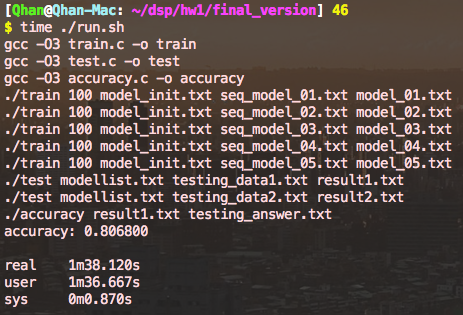 [Qhan@Qhan-Mac: ~/dsp/hw1/final_version] 46
$ time ./run.sh
gcc -O3 train.c -o train
gcc -O3 test.c -o test
gcc -O3 accuracy.c -o accuracy
./train 100 model_init.txt seq_model_01.txt model_01.txt
./train 100 model_init.txt seq_model_02.txt model_02.txt
./train 100 model_init.txt seq_model_03.txt model_03.txt
./train 100 model_init.txt seq_model_04.txt model_04.txt
./train 100 model_init.txt seq_model_05.txt model_05.txt
./test modellist.txt testing_data1.txt result1.txt
./test modellist.txt testing_data2.txt result2.txt
./accuracy result1.txt testing_answer.txt
accuracy: 0.806800
real 1m38.120s
user 1m36.667s
sys 0m0.870s